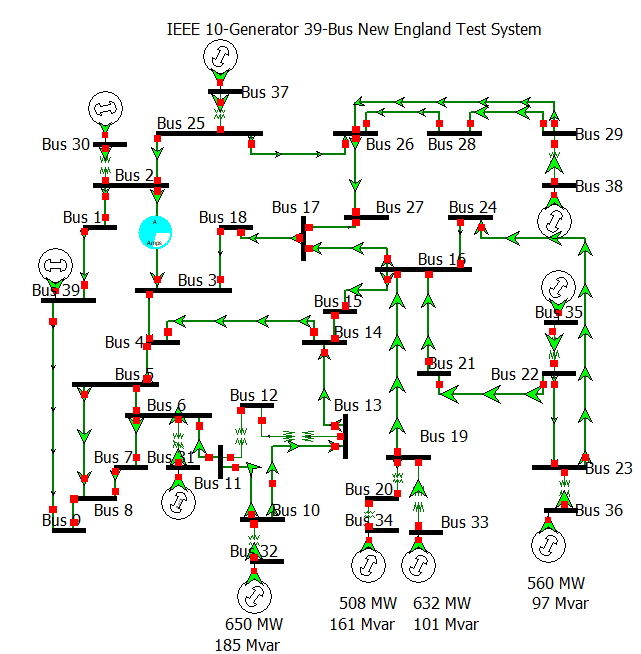 IEEE 10-Generator 39-Bus New England Test System
Bus 37
Bus 30
Bus 25
Bus 26
Bus 28
Bus 29
Bus 2
Bus 38
Bus 1
Bus 18
Bus 17
Bus 27
Bus 24
A
Amps
Bus 39
Bus 3
Bus 16
Bus 15
Bus 35
Bus 4
Bus 14
Bus 5
Bus 21
Bus 22
Bus 6
Bus 12
Bus 13
Bus 7
Bus 31
Bus 11
Bus 19
Bus 23
Bus 8
Bus 9
Bus 10
Bus 20
Bus 34
Bus 33
Bus 36
Bus 32
560 MW
97 Mvar
650 MW
185 Mvar
508 MW
161 Mvar
632 MW
101 Mvar